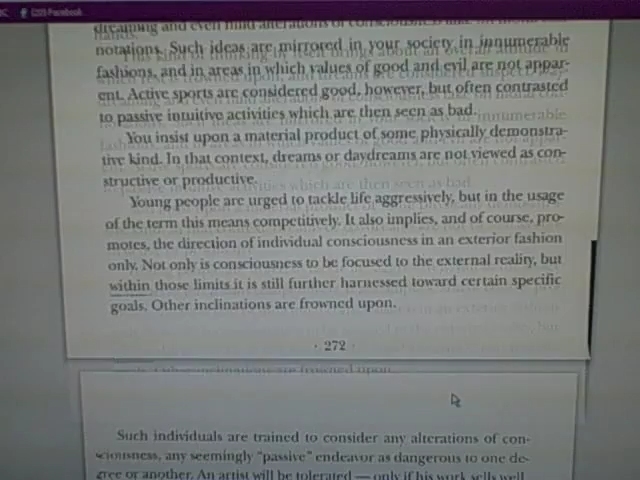 Facebook
dreaming and even mind alterations of consciousness
notations. Such ideas are mirrored in your society in innumerable
fashions, and in areas in which values of good and evil are not appar-
ent. Active sports are considered good, however, but often contrasted
to passive intuitive activities which are then seen as bad.
You insist upon a material product of some physically demonstra-
tive kind. In that context, dreams or daydreams are not viewed as con-
structive or productive.
Young people are urged to tackle life aggressively, but in the usage
of the term this means competitively. It also implies, and of course, pro-
motes, the direction of individual consciousness in an exterior fashion
only. Not only is consciousness to be focused to the external reality, but
within those limits it is still further harnessed toward certain specific
goals. Other inclinations are frowned upon.
· 272 ·
Such individuals are trained to consider any alterations of con-
sciousness, any seemingly "passive" endeavor as dangerous to one de-
gree or another. An artist will be tolerated — only if his work sells well